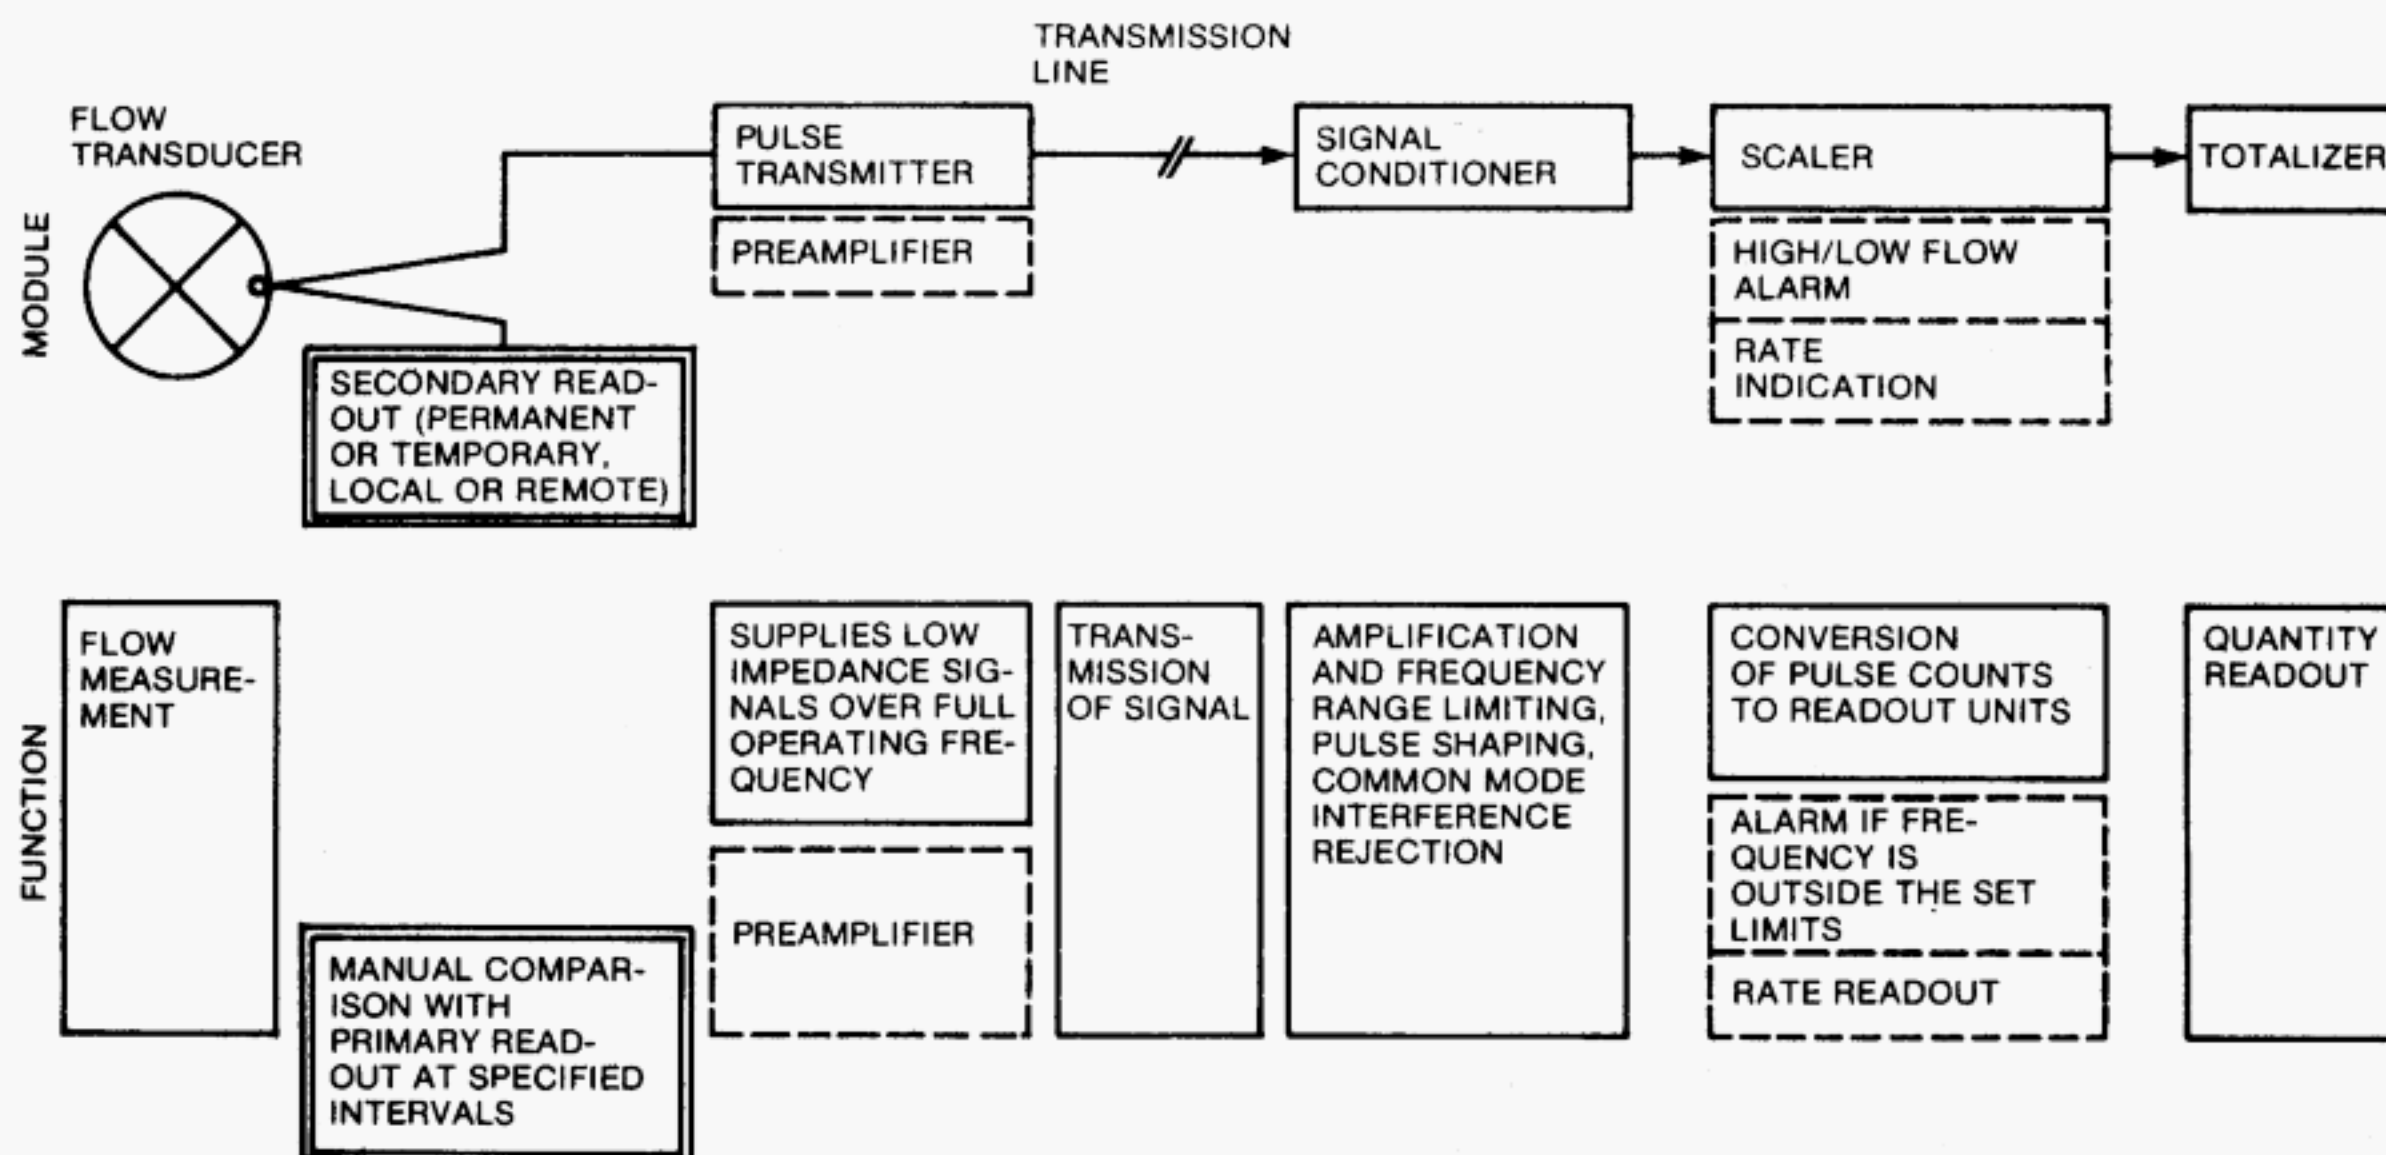 TRANSMISSION
LINE
FLOW
TRANSDUCER
PULSE
TRANSMITTER
SIGNAL
CONDITIONER
SCALER
TOTALIZER
PREAMPLIFIER
HIGH/LOW FLOW
ALARM
RATE
INDICATION
MODULE
SECONDARY READ-
OUT (PERMANENT
OR TEMPORARY,
LOCAL OR REMOTE)
FUNCTION
FLOW
MEASURE-
MENT
MANUAL COMPAR-
ISON WITH
PRIMARY READ-
OUT AT SPECIFIED
INTERVALS
SUPPLIES LOW
IMPEDANCE SIG-
NALS OVER FULL
OPERATING FRE-
QUENCY
PREAMPLIFIER
TRANS-
MISSION
OF SIGNAL
AMPLIFICATION
AND FREQUENCY
RANGE LIMITING,
PULSE SHAPING,
COMMON MODE
INTERFERENCE
REJECTION
CONVERSION
OF PULSE COUNTS
TO READOUT UNITS
ALARM IF FRE-
QUENCY IS
OUTSIDE THE SET
LIMITS
RATE READOUT
QUANTITY
READOUT